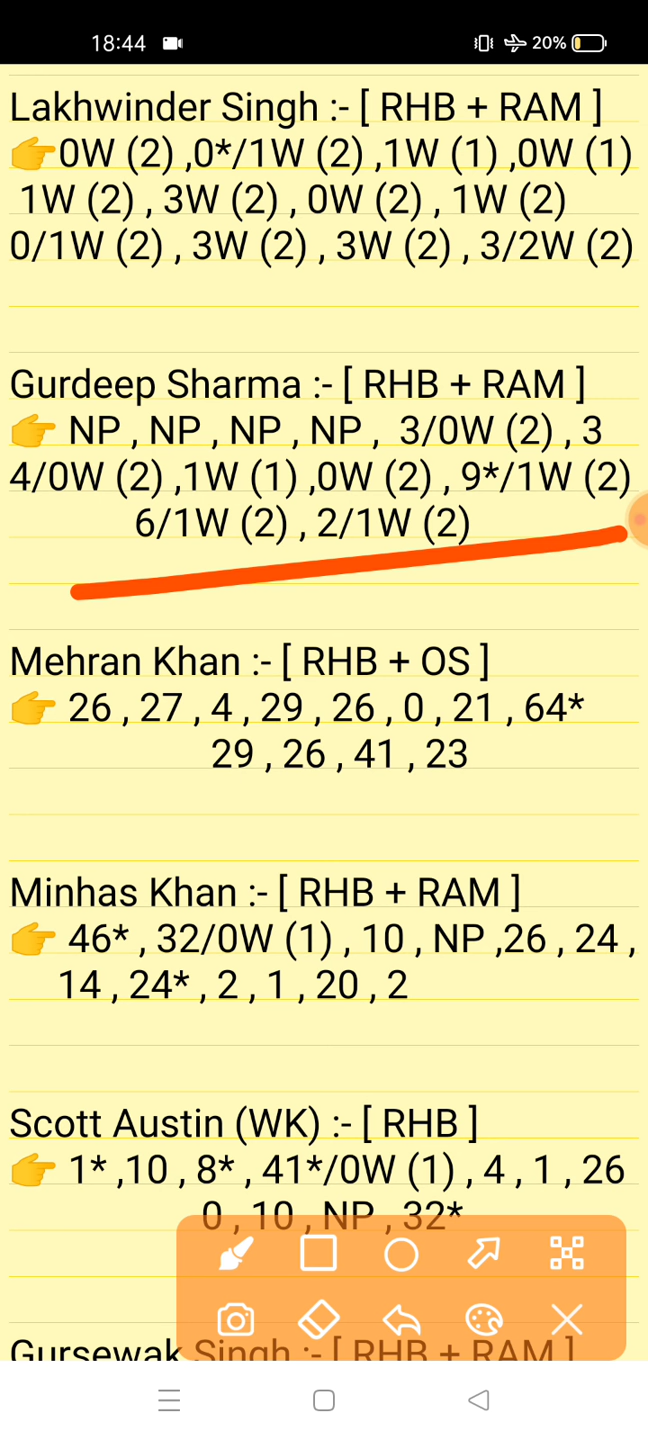 18:44 20%
Lakhwinder Singh :- [ RHB + RAM ]
👉0W (2) ,0*/1W (2) ,1W (1) ,0W (1)
1W (2) , 3W (2) , 0W (2) , 1W (2)
0/1W (2) , 3W (2) , 3W (2) , 3/2W (2)
Gurdeep Sharma :- [ RHB + RAM ]
👉 NP , NP , NP , NP , 3/0W (2) , 3
4/0W (2) ,1W (1) ,0W (2) , 9*/1W (2)
6/1W (2) , 2/1W (2)
Mehran Khan :- [ RHB + OS ]
👉 26 , 27 , 4 , 29 , 26 , 0 , 21 , 64*
29 , 26 , 41 , 23
Minhas Khan :- [ RHB + RAM ]
👉 46* , 32/0W (1) , 10 , NP ,26 , 24 ,
14 , 24* , 2 , 1 , 20 , 2
Scott Austin (WK) :- [ RHB ]
👉 1* ,10 , 8* , 41*/0W (1) , 4 , 1 , 26
0 , 10 , NP , 32*
Gursewak Singh :- [ RHB + RAM ]